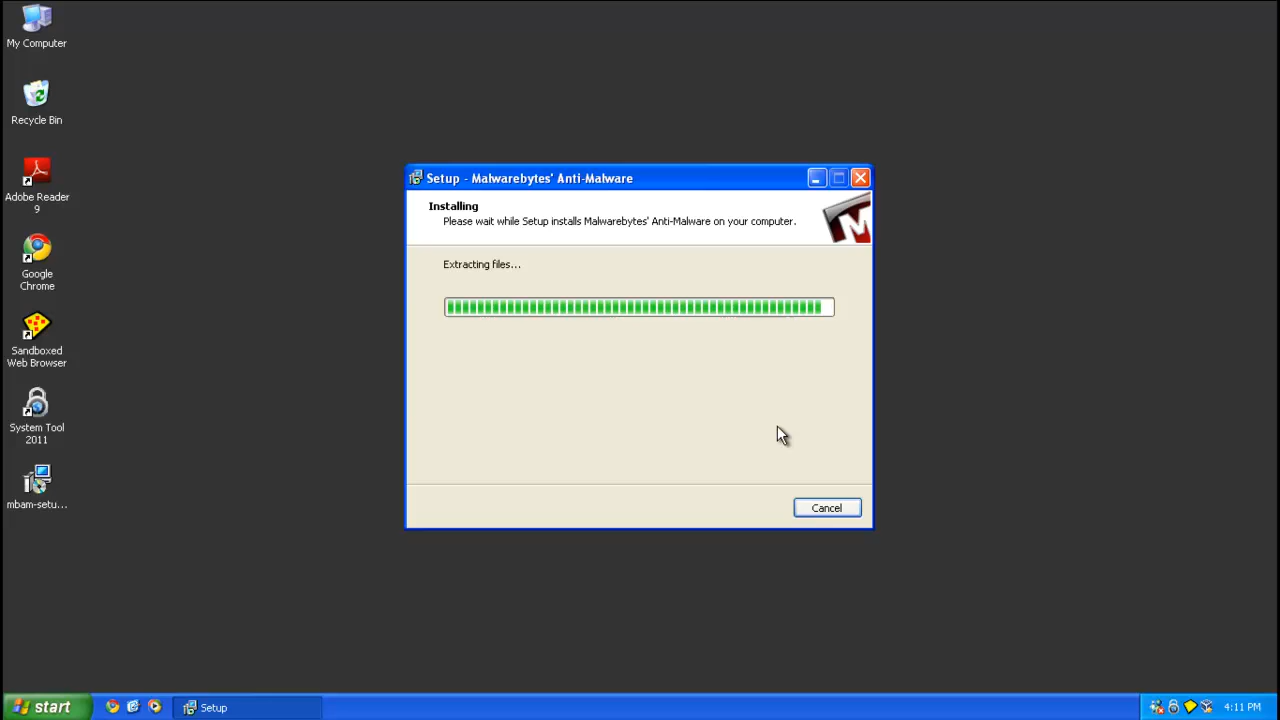 My Computer
Recycle Bin
Adobe Reader
9
Google
Chrome
Sandboxed
Web Browser
System Tool
2011
mbam-setu...
Setup - Malwarebytes' Anti-Malware
Installing
Please wait while Setup installs Malwarebytes' Anti-Malware on your computer.
Extracting files...
Cancel
start
Setup
4:11 PM